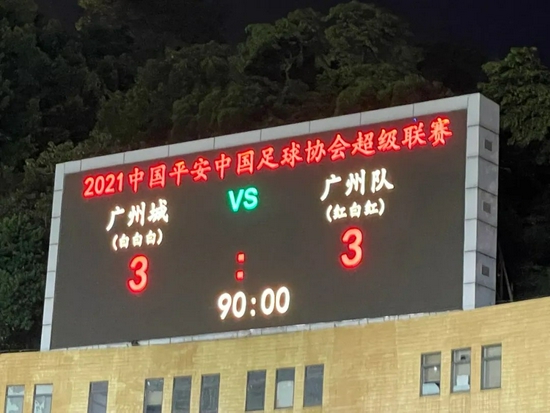 2021中国平安中国足球协会超级联赛
广州城 VS 广州队
(白白白) (红白红)
3 : 3
90:00